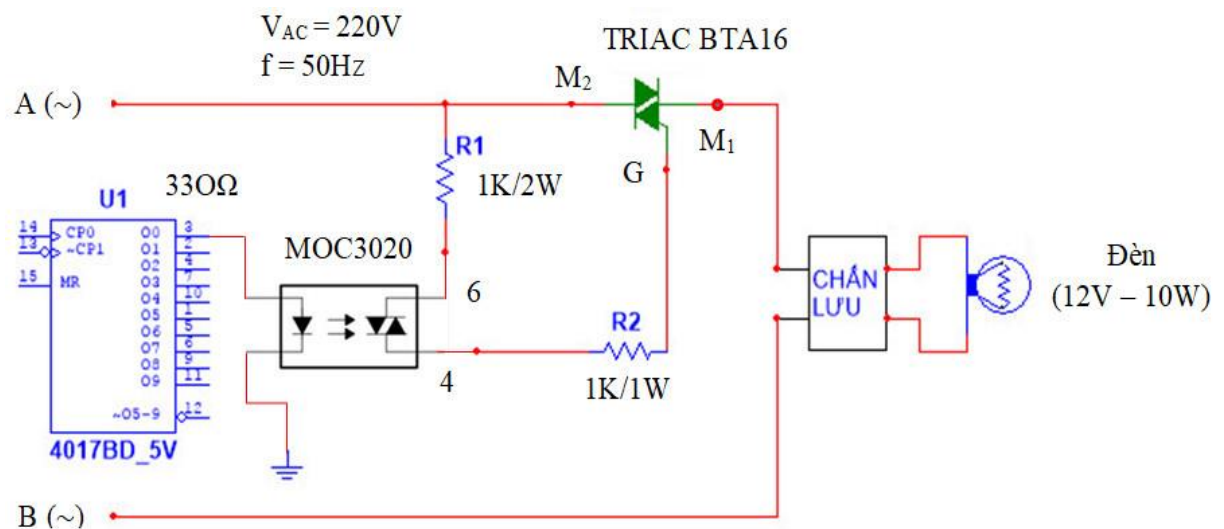 V_AC = 220V
f = 50Hz
TRIAC BTA16
A (~)
M₂
M₁
G
R1
1K/2W
33OΩ
U1
14 CP0
13 ~CP1
15 MR
O0 3
O1 2
O2 4
O3 7
O4 10
O5 1
O6 5
O7 6
O8 9
O9 11
~O5-9 12
4017BD_5V
MOC3020
6
4
R2
1K/1W
CHẤN
LƯU
Đèn
(12V – 10W)
B (~)